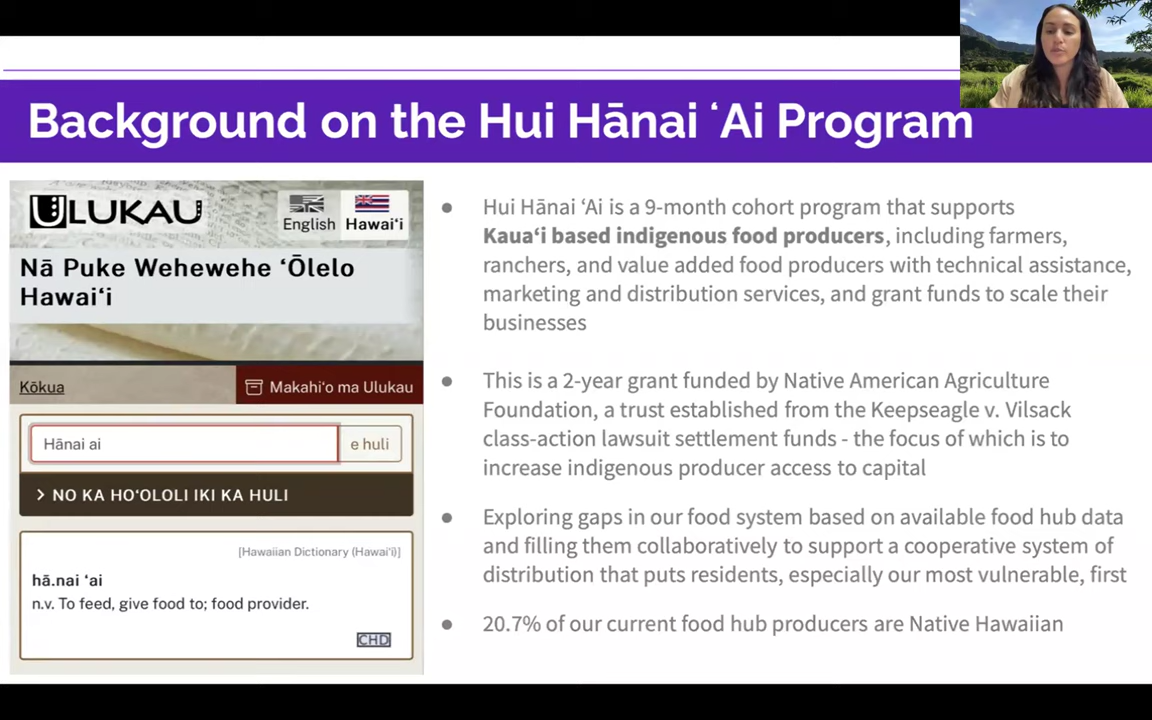 Background on the Hui Hānai ʻAi Program
ULUKAU
English
Hawaiʻi
Nā Puke Wehewehe ʻŌlelo
Hawaiʻi
Kōkua
Makahiʻo ma Ulukau
Hānai ai
e huli
> NO KA HOʻOLOLI IKI KA HULI
[Hawaiian Dictionary (Hawaiʻi)]
hā.nai ʻai
n.v. To feed, give food to; food provider.
CHD
● Hui Hānai ʻAi is a 9-month cohort program that supports
Kauaʻi based indigenous food producers, including farmers,
ranchers, and value added food producers with technical assistance,
marketing and distribution services, and grant funds to scale their
businesses
● This is a 2-year grant funded by Native American Agriculture
Foundation, a trust established from the Keepseagle v. Vilsack
class-action lawsuit settlement funds - the focus of which is to
increase indigenous producer access to capital
● Exploring gaps in our food system based on available food hub data
and filling them collaboratively to support a cooperative system of
distribution that puts residents, especially our most vulnerable, first
● 20.7% of our current food hub producers are Native Hawaiian